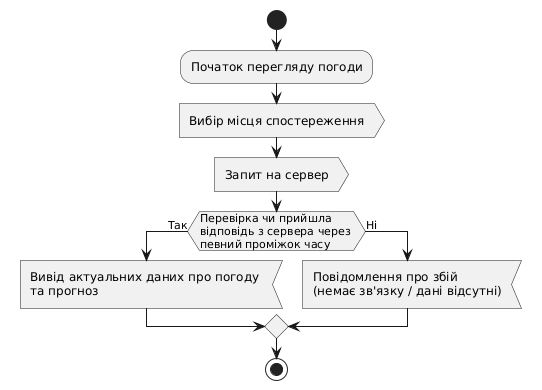 Початок перегляду погоди
Вибір місця спостереження
Запит на сервер
Перевірка чи прийшла
відповідь з сервера через
певний проміжок часу
Так
Ні
Вивід актуальних даних про погоду
та прогноз
Повідомлення про збій
(немає зв'язку / дані відсутні)